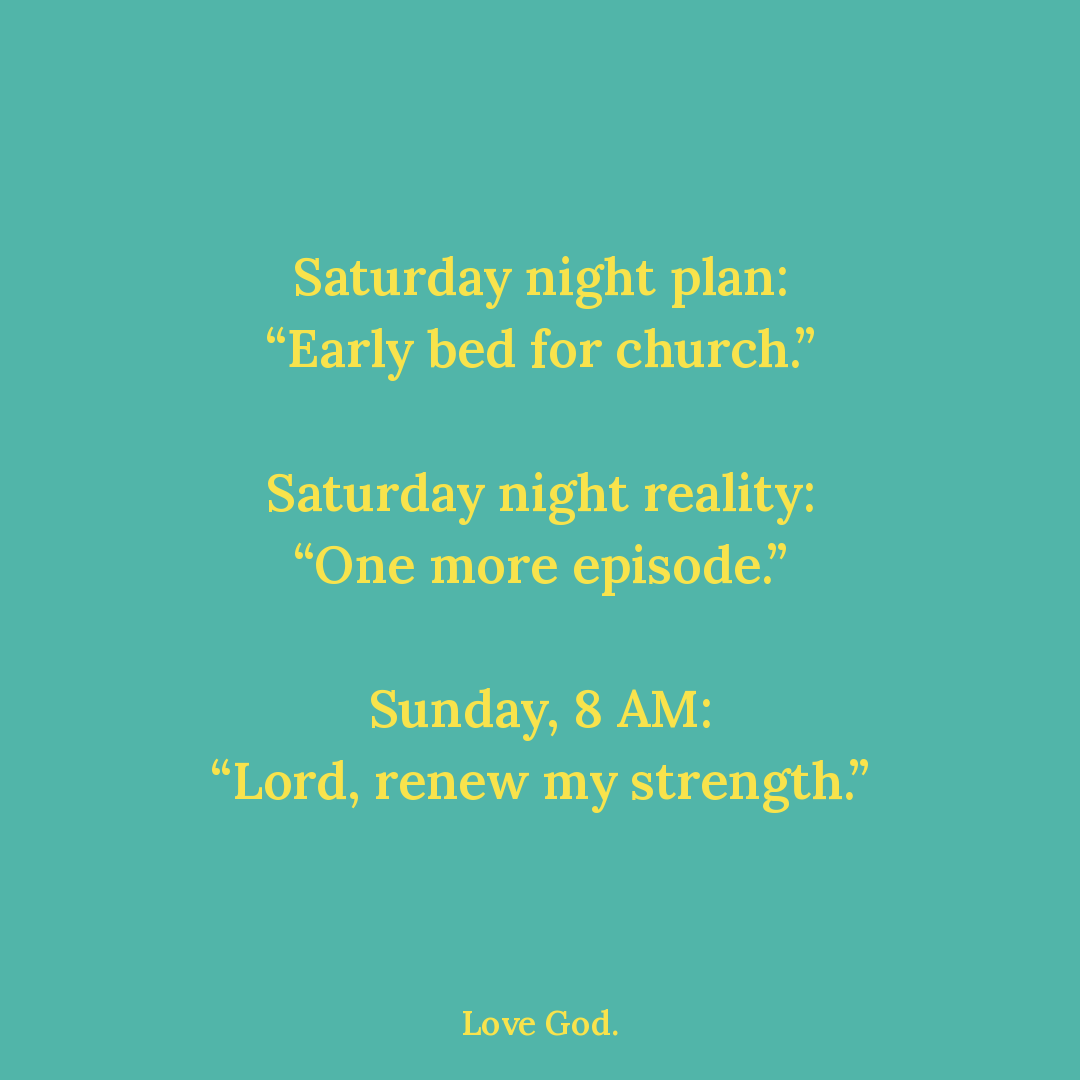 Saturday night plan:
“Early bed for church.”
Saturday night reality:
“One more episode.”
Sunday, 8 AM:
“Lord, renew my strength.”
Love God.